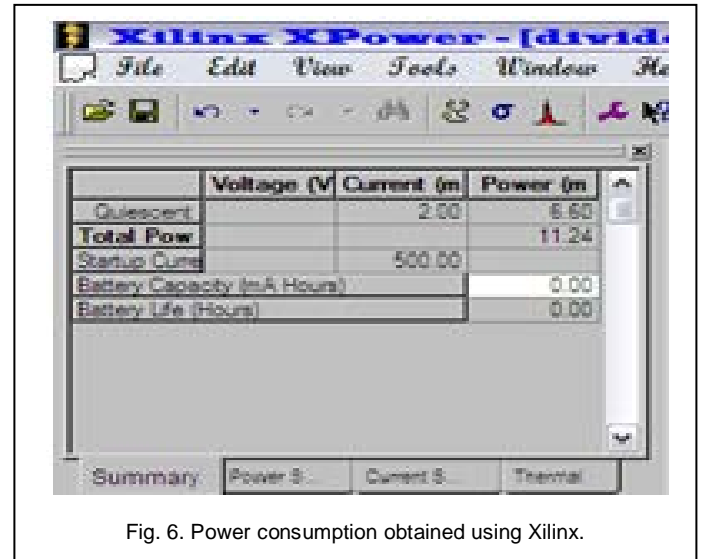 Xilinx XPower - [divide
File Edit View Tools Window He
Voltage (V Current (m Power (m
Quiescent 2.00 6.60
Total Pow 11.24
Startup Curre 500.00
Battery Capacity (mA Hours) 0.00
Battery Life (Hours) 0.00
Summary Power S... Current S... Thermal
Fig. 6. Power consumption obtained using Xilinx.